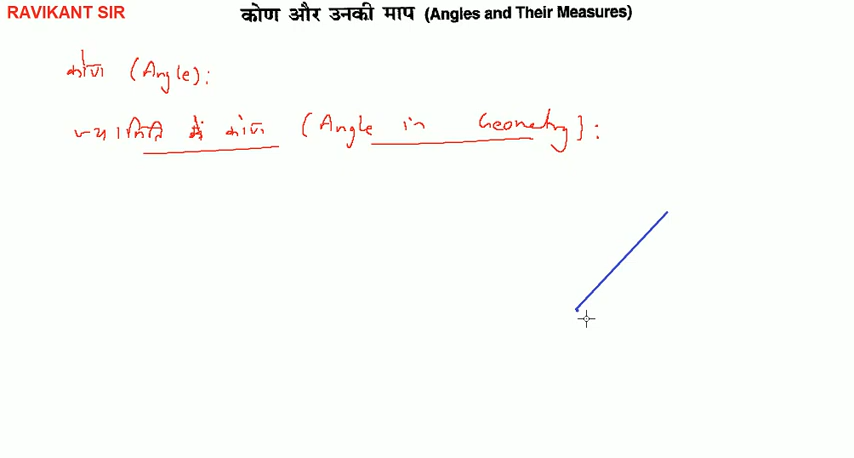 RAVIKANT SIR
कोण और उनकी माप (Angles and Their Measures)
कोण (Angle):
ज्यामिति में कोण (Angle in Geometry):